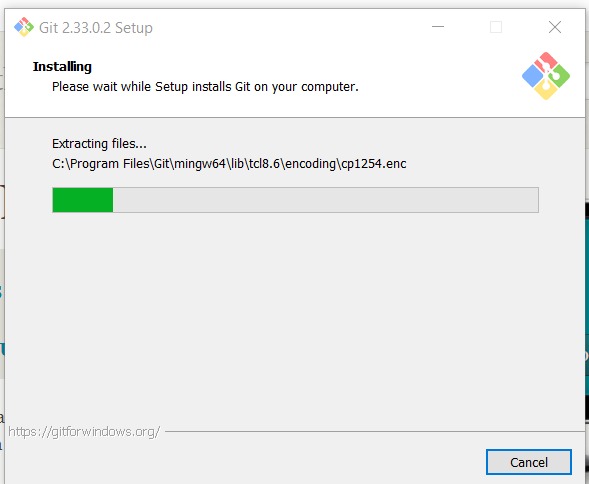 Git 2.33.0.2 Setup
Installing
Please wait while Setup installs Git on your computer.
Extracting files...
C:\Program Files\Git\mingw64\lib\tcl8.6\encoding\cp1254.enc
https://gitforwindows.org/
Cancel